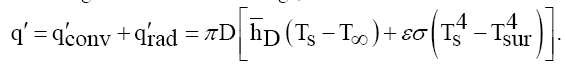 q′ = q′conv + q′rad = πD[h̄D (Ts − T∞) + εσ(Ts⁴ − Tsur⁴)].